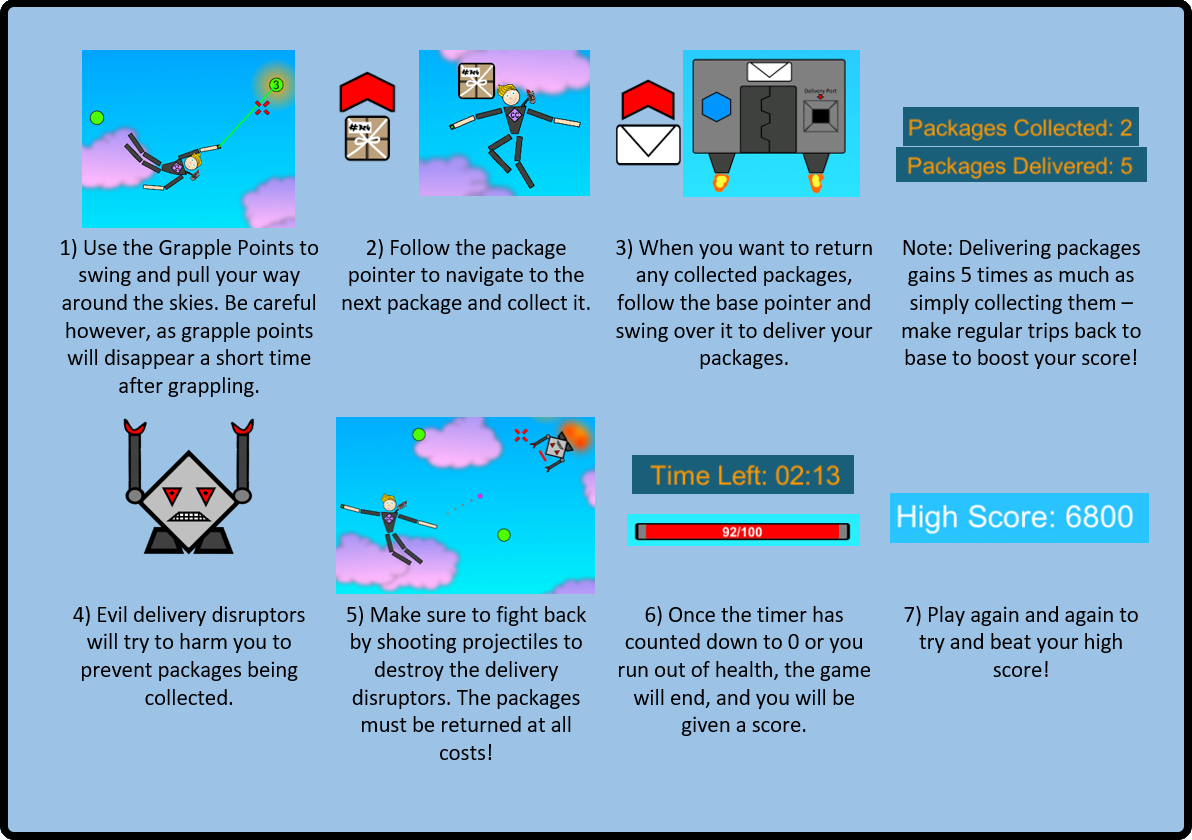 3
Delivery Port
Packages Collected: 2
Packages Delivered: 5
1) Use the Grapple Points to
swing and pull your way
around the skies. Be careful
however, as grapple points
will disappear a short time
after grappling.
2) Follow the package
pointer to navigate to the
next package and collect it.
3) When you want to return
any collected packages,
follow the base pointer and
swing over it to deliver your
packages.
Note: Delivering packages
gains 5 times as much as
simply collecting them –
make regular trips back to
base to boost your score!
Time Left: 02:13
92/100
High Score: 6800
4) Evil delivery disruptors
will try to harm you to
prevent packages being
collected.
5) Make sure to fight back
by shooting projectiles to
destroy the delivery
disruptors. The packages
must be returned at all
costs!
6) Once the timer has
counted down to 0 or you
run out of health, the game
will end, and you will be
given a score.
7) Play again and again to
try and beat your high
score!